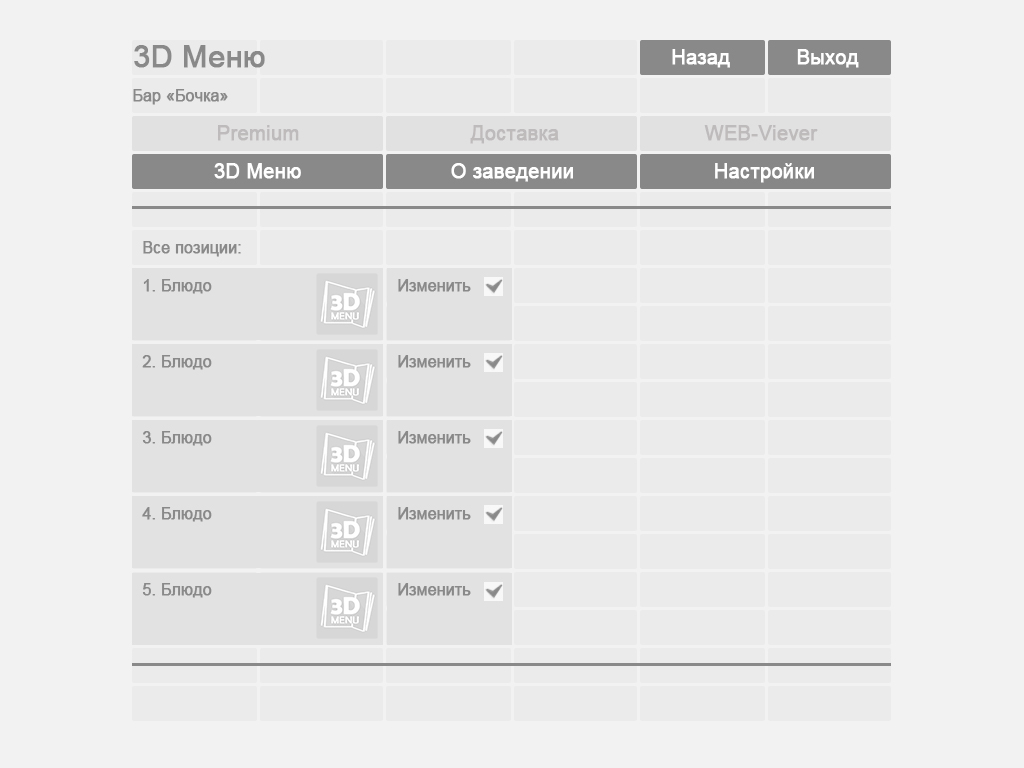 3D Меню
Назад
Выход
Бар «Бочка»
Premium
Доставка
WEB-Viever
3D Меню
О заведении
Настройки
Все позиции:
1. Блюдо
3D
MENU
Изменить
2. Блюдо
3D
MENU
Изменить
3. Блюдо
3D
MENU
Изменить
4. Блюдо
3D
MENU
Изменить
5. Блюдо
3D
MENU
Изменить